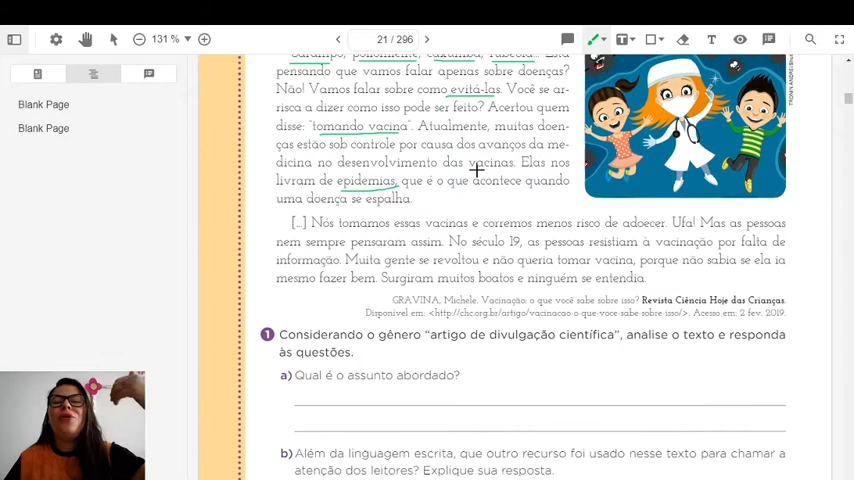 131 %
21 / 296
Blank Page
Blank Page
Sarampo, poliomielite, caxumba, rubéola... Está
pensando que vamos falar apenas sobre doenças?
Não! Vamos falar sobre como evitá-las. Você se ar-
risca a dizer como isso pode ser feito? Acertou quem
disse: "tomando vacina". Atualmente, muitas doen-
ças estão sob controle por causa dos avanços da me-
dicina no desenvolvimento das vacinas. Elas nos
livram de epidemias, que é o que acontece quando
uma doença se espalha.
[...] Nós tomamos essas vacinas e corremos menos risco de adoecer. Ufa! Mas as pessoas
nem sempre pensaram assim. No século 19, as pessoas resistiam à vacinação por falta de
informação. Muita gente se revoltou e não queria tomar vacina, porque não sabia se ela ia
mesmo fazer bem. Surgiram muitos boatos e ninguém se entendia.
GRAVINA, Michele. Vacinação: o que você sabe sobre isso? Revista Ciência Hoje das Crianças.
Disponível em: <http://chc.org.br/artigo/vacinacao-o-que-voce-sabe-sobre-isso/>. Acesso em: 2 fev. 2019.
1 Considerando o gênero "artigo de divulgação científica", analise o texto e responda
às questões.
a) Qual é o assunto abordado?
b) Além da linguagem escrita, que outro recurso foi usado nesse texto para chamar a
atenção dos leitores? Explique sua resposta.